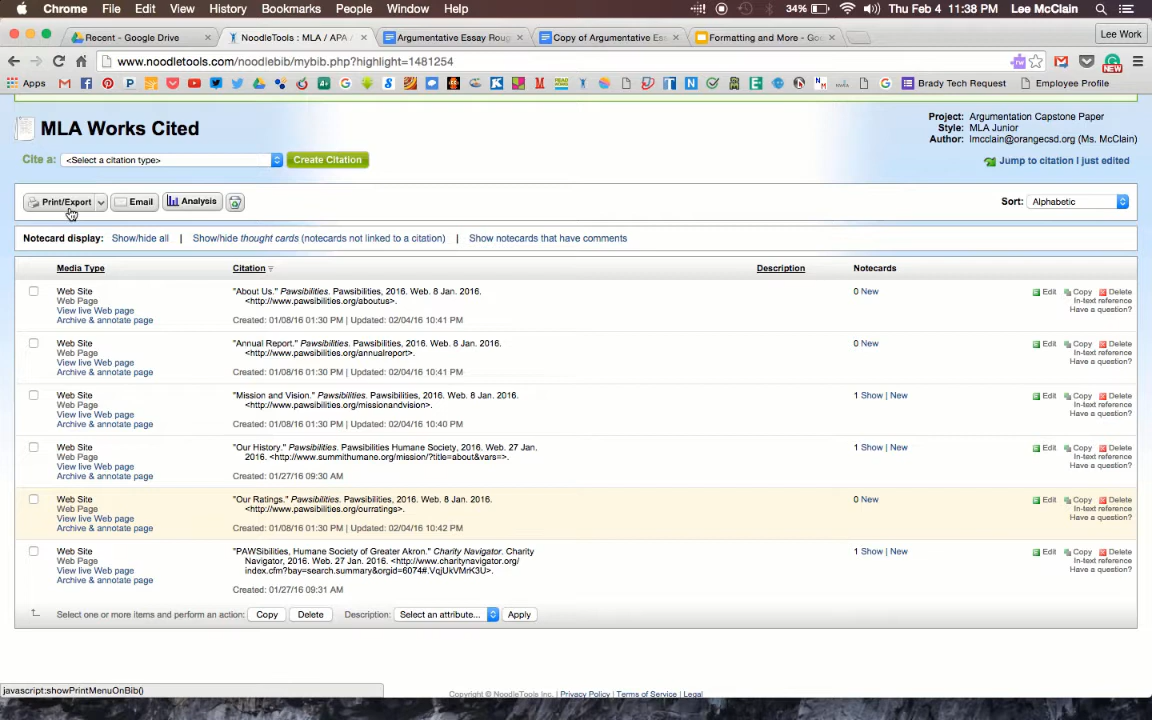 Chrome File Edit View History Bookmarks People Window Help 34% Thu Feb 4 11:38 PM Lee McClain
Recent - Google Drive × NoodleTools : MLA / APA / × Argumentative Essay Roug × Copy of Argumentative Es × Formatting and More - Goo × Lee Work
www.noodletools.com/noodlebib/mybib.php?highlight=1481254
Apps Brady Tech Request Employee Profile
MLA Works Cited
Project: Argumentation Capstone Paper
Style: MLA Junior
Author: lmcclain@orangecsd.org (Ms. McClain)
Cite a: <Select a citation type> Create Citation
Jump to citation I just edited
Print/Export Email Analysis Sort: Alphabetic
Notecard display: Show/hide all | Show/hide thought cards (notecards not linked to a citation) | Show notecards that have comments
Media Type Citation Description Notecards
Web Site "About Us." Pawsibilities. Pawsibilities, 2016. Web. 8 Jan. 2016. 0 New Edit Copy Delete
Web Page <http://www.pawsibilities.org/aboutus>. In-text reference
View live Web page Have a question?
Archive & annotate page Created: 01/08/16 01:30 PM | Updated: 02/04/16 10:41 PM
Web Site "Annual Report." Pawsibilities. Pawsibilities, 2016. Web. 8 Jan. 2016. 0 New Edit Copy Delete
Web Page <http://www.pawsibilities.org/annualreport>. In-text reference
View live Web page Have a question?
Archive & annotate page Created: 01/08/16 01:30 PM | Updated: 02/04/16 10:41 PM
Web Site "Mission and Vision." Pawsibilities. Pawsibilities, 2016. Web. 8 Jan. 2016. 1 Show | New Edit Copy Delete
Web Page <http://www.pawsibilities.org/missionandvision>. In-text reference
View live Web page Have a question?
Archive & annotate page Created: 01/08/16 01:30 PM | Updated: 02/04/16 10:40 PM
Web Site "Our History." Pawsibilities. Pawsibilities Humane Society, 2016. Web. 27 Jan. 1 Show | New Edit Copy Delete
Web Page 2016. <http://www.summithumane.org/mission/?title=about&vars=>. In-text reference
View live Web page Have a question?
Archive & annotate page Created: 01/27/16 09:30 AM
Web Site "Our Ratings." Pawsibilities. Pawsibilities, 2016. Web. 8 Jan. 2016. 0 New Edit Copy Delete
Web Page <http://www.pawsibilities.org/ourratings>. In-text reference
View live Web page Have a question?
Archive & annotate page Created: 01/08/16 01:30 PM | Updated: 02/04/16 10:42 PM
Web Site "PAWSibilities, Humane Society of Greater Akron." Charity Navigator. Charity 1 Show | New Edit Copy Delete
Web Page Navigator, 2016. Web. 27 Jan. 2016. <http://www.charitynavigator.org/ In-text reference
View live Web page index.cfm?bay=search.summary&orgid=6074#.VqjUkVMrK3U>. Have a question?
Archive & annotate page
Created: 01/27/16 09:31 AM
Select one or more items and perform an action: Copy Delete Description: Select an attribute... Apply
javascript:showPrintMenuOnBib()
Copyright © NoodleTools Inc. | Privacy Policy | Terms of Service | Legal